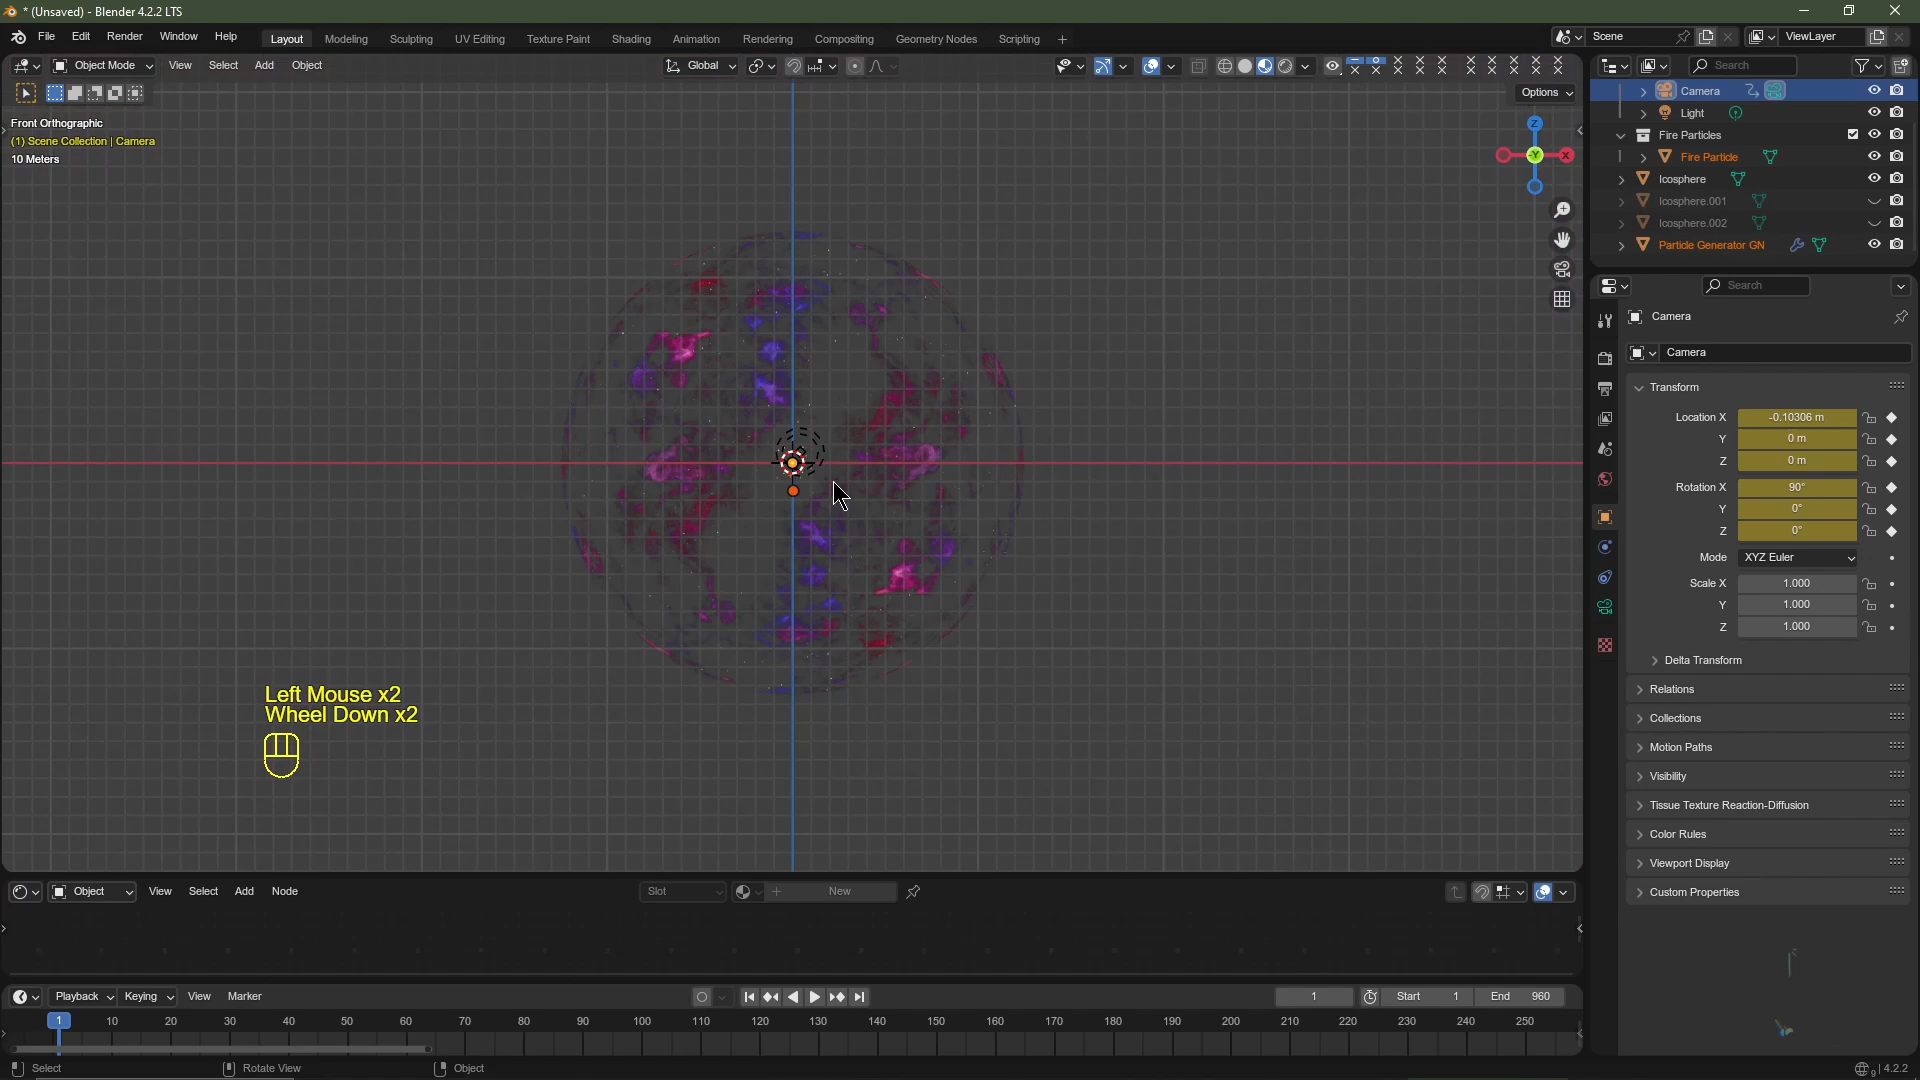 * (Unsaved) - Blender 4.2.2 LTS
File Edit Render Window Help Layout Modeling Sculpting UV Editing Texture Paint Shading Animation Rendering Compositing Geometry Nodes Scripting + Scene ViewLayer
Object Mode View Select Add Object Global Search
Options
Front Orthographic
(1) Scene Collection | Camera
10 Meters
Z
-Y
X
Camera
Light
Fire Particles
Fire Particle
Icosphere
Icosphere.001
Icosphere.002
Particle Generator GN
Search
Camera
Camera
Transform
Location X -0.10306 m
Y 0 m
Z 0 m
Rotation X 90°
Y 0°
Z 0°
Mode XYZ Euler
Scale X 1.000
Y 1.000
Z 1.000
Delta Transform
Relations
Collections
Motion Paths
Visibility
Tissue Texture Reaction-Diffusion
Color Rules
Viewport Display
Custom Properties
Left Mouse x2
Wheel Down x2
Object View Select Add Node Slot New
Playback Keying View Marker 1 Start 1 End 960
1 10 20 30 40 50 60 70 80 90 100 110 120 130 140 150 160 170 180 190 200 210 220 230 240 250
Select Rotate View Object 9 | 4.2.2